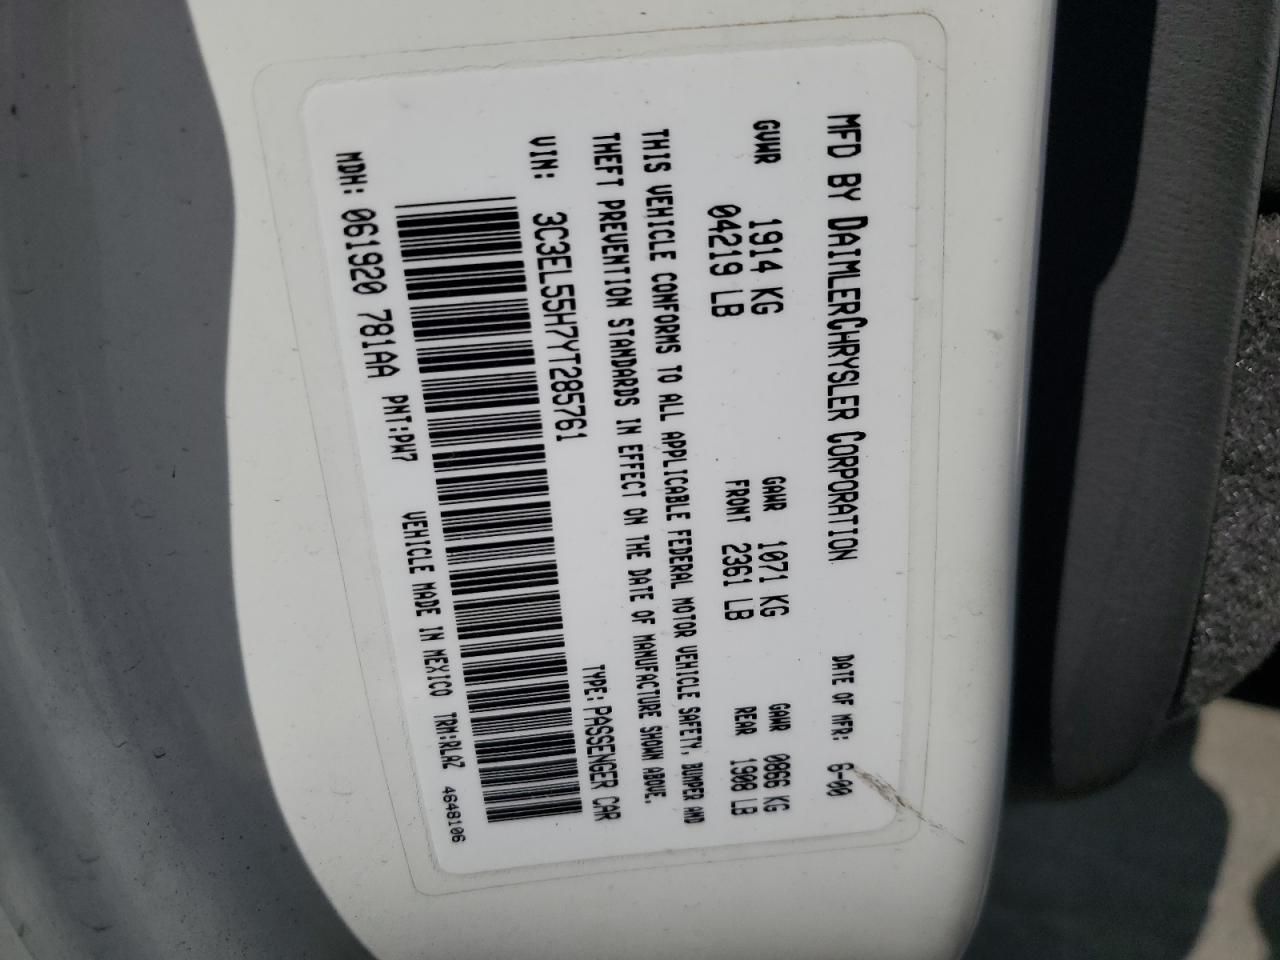 MFD BY DAIMLERCHRYSLER CORPORATION DATE OF MFR: 6-00
GVWR 1914 KG GAWR 1071 KG GAWR 0866 KG
04219 LB FRONT 2361 LB REAR 1908 LB
THIS VEHICLE CONFORMS TO ALL APPLICABLE FEDERAL MOTOR VEHICLE SAFETY, BUMPER AND
THEFT PREVENTION STANDARDS IN EFFECT ON THE DATE OF MANUFACTURE SHOWN ABOVE.
VIN: 3C3EL55H7YT285761 TYPE: PASSENGER CAR
MDH: 061920 781AA PNT:PW7 VEHICLE MADE IN MEXICO TRM:RLAZ 4648106